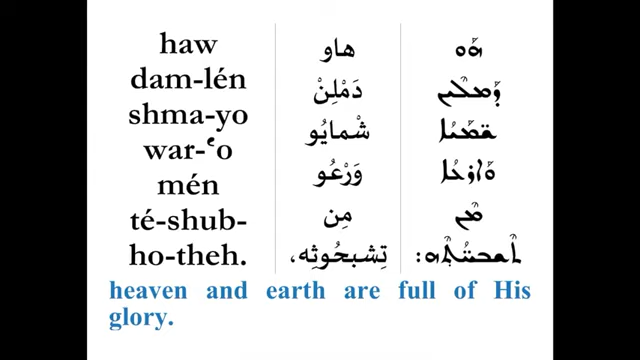 haw هاو ܗܰܘ
dam-lén دَمْلِنْ ܕܰܡܠܶܝܢ
shma-yo شْمايُو ܫܡܰܝܳܐ
war-ʿo وَرْعُو ܘܰܐܪܥܳܐ
mén مِن ܡܶܢ
té-shub-
ho-theh. تِشبحُوثِه، ܬܶܫܒܽܘܚܬܶܗ:
heaven and earth are full of His
glory.